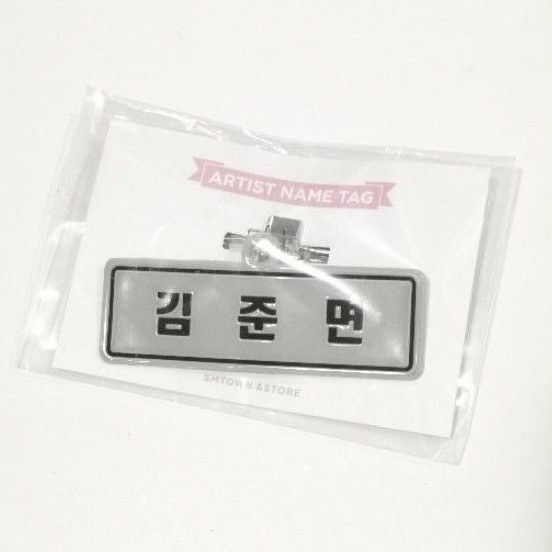 ARTIST NAME TAG
김 준 면
SMTOWN &STORE